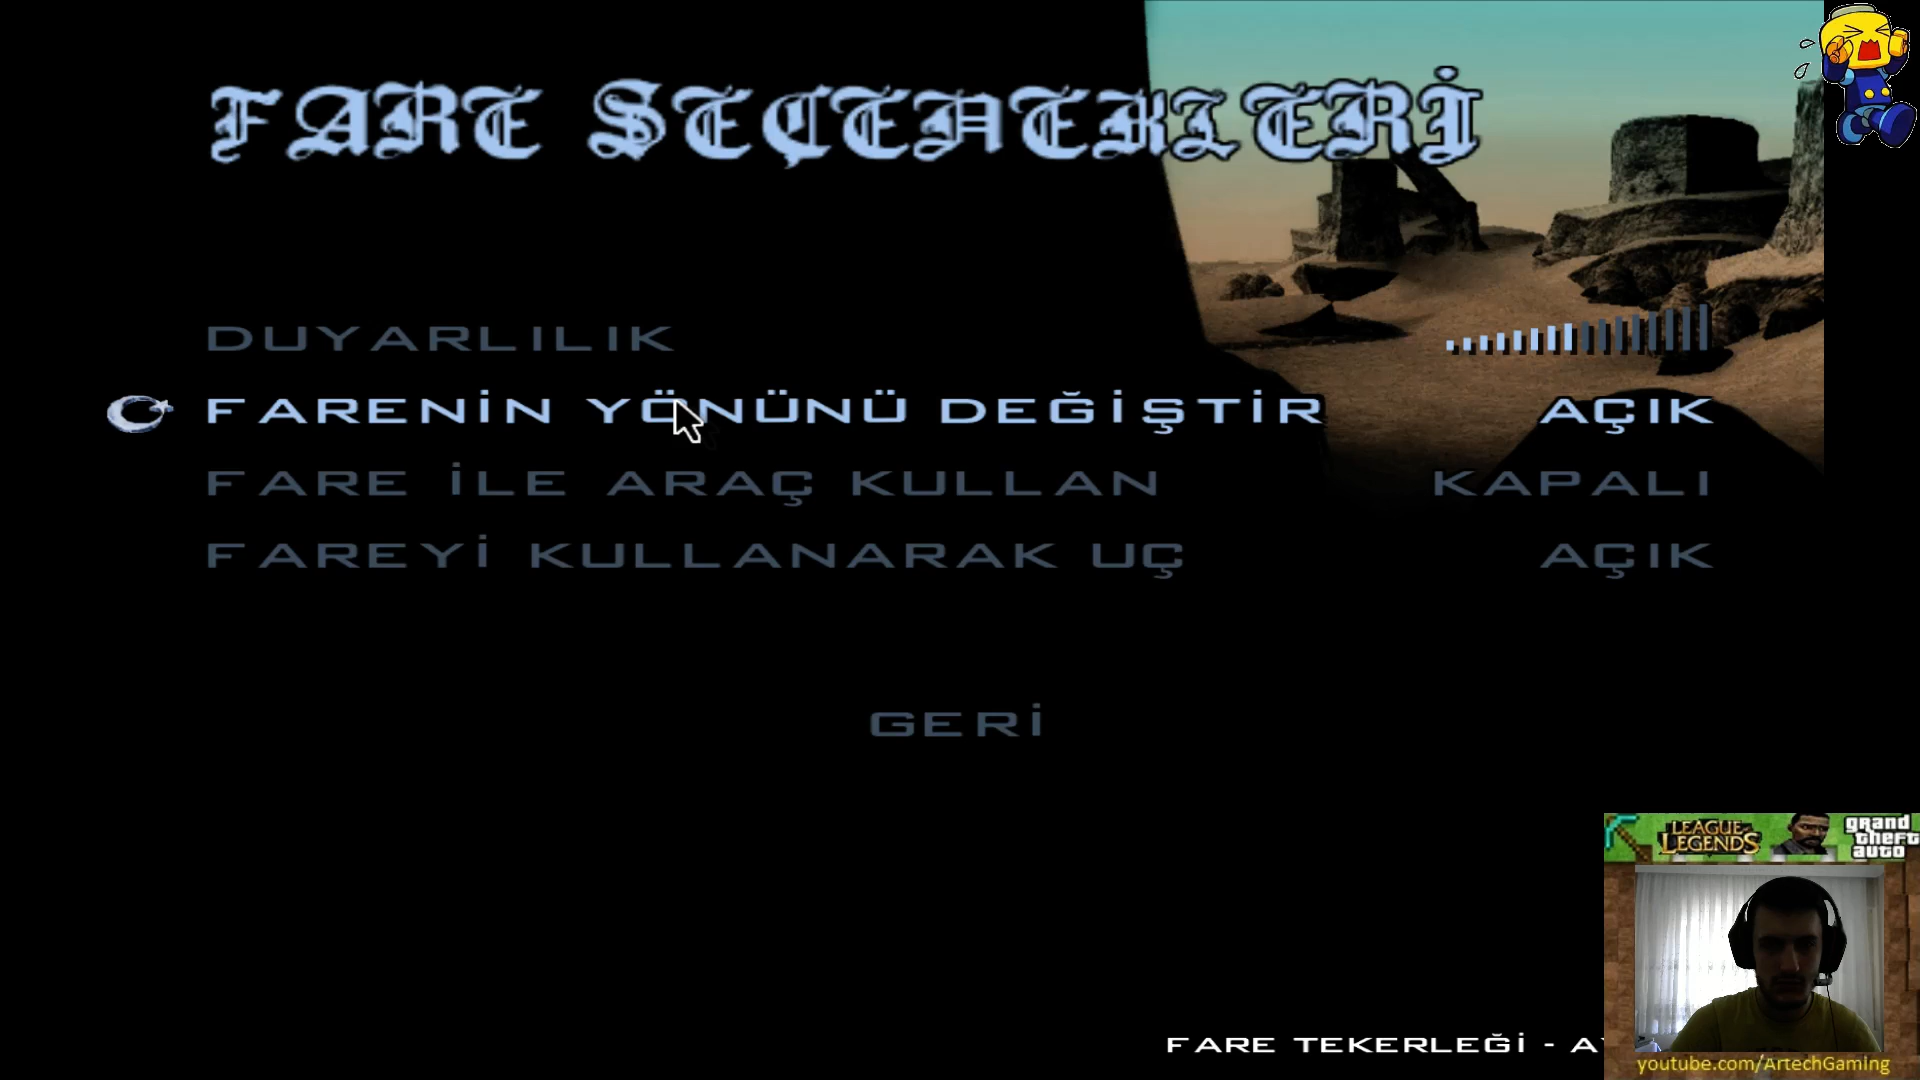 FARE SEÇENEKLERİ
DUYARLILIK
FARENİN YÖNÜNÜ DEĞİŞTİR AÇIK
FARE İLE ARAÇ KULLAN KAPALI
FAREYİ KULLANARAK UÇ AÇIK
GERİ
LEAGUE OF LEGENDS
grand theft auto
FARE TEKERLEĞİ -
youtube.com/ArtechGaming